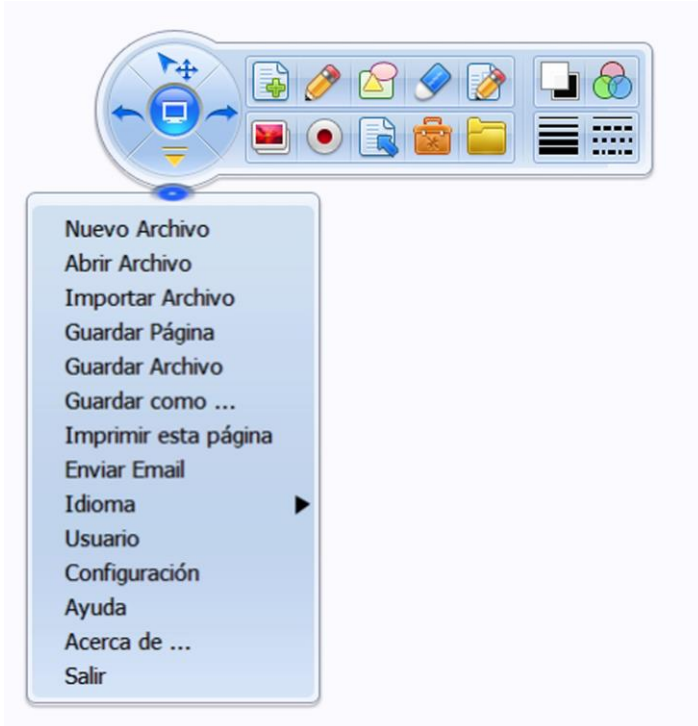 Nuevo Archivo
Abrir Archivo
Importar Archivo
Guardar Página
Guardar Archivo
Guardar como ...
Imprimir esta página
Enviar Email
Idioma
Usuario
Configuración
Ayuda
Acerca de ...
Salir